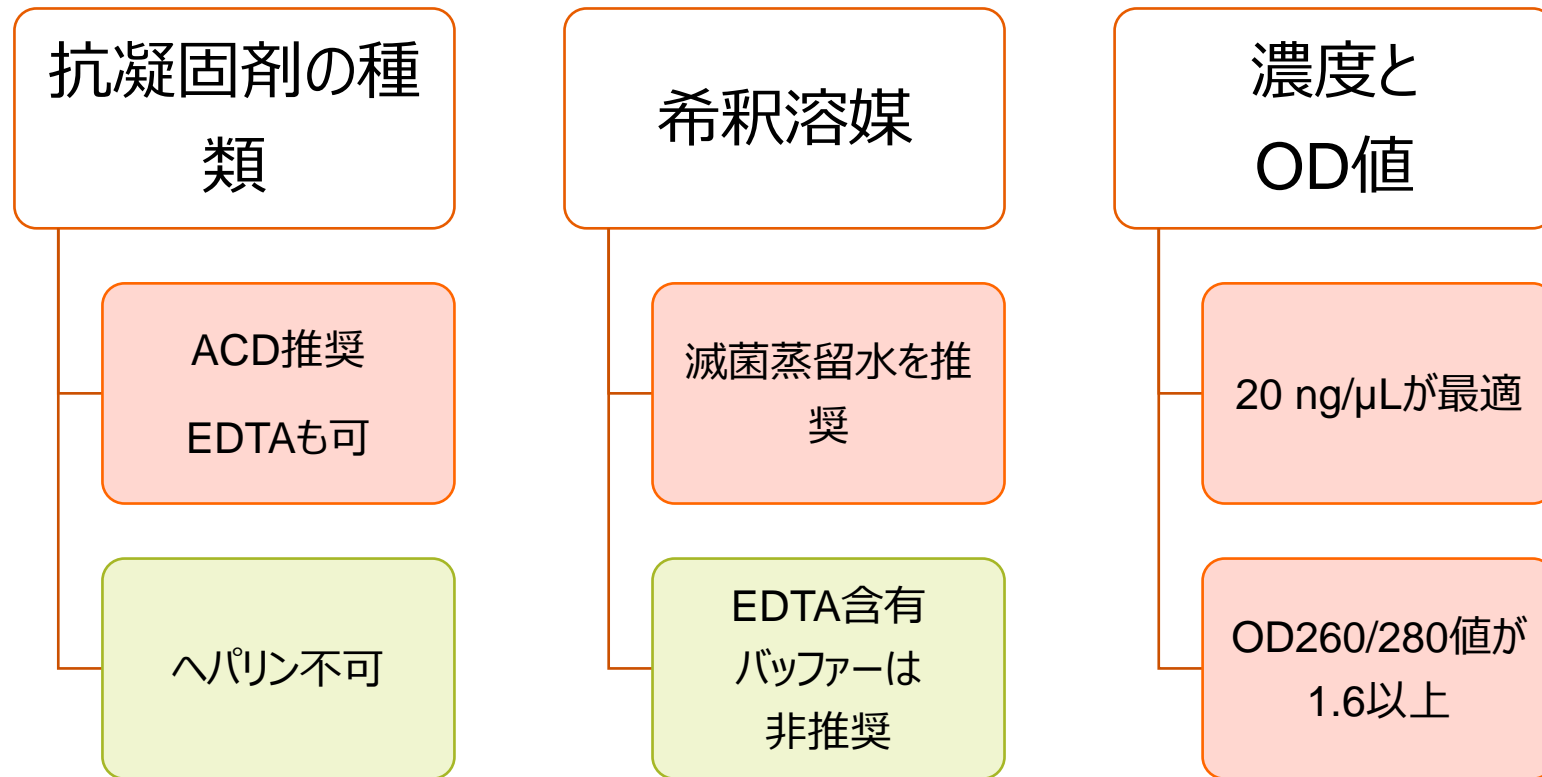 抗凝固剤の種
類
ACD推奨
EDTAも可
ヘパリン不可
希釈溶媒
滅菌蒸留水を推
奨
EDTA含有
バッファーは
非推奨
濃度と
OD値
20 ng/μLが最適
OD260/280値が
1.6以上